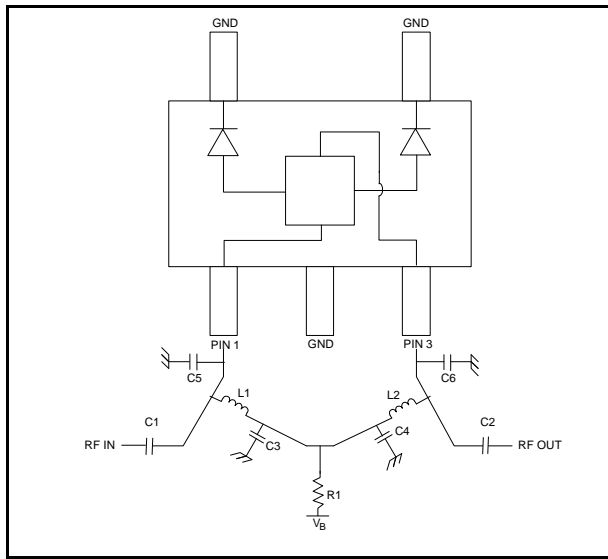 GND
GND
PIN 1
GND
PIN 3
C5
C6
L1
L2
C1
C3
C4
C2
RF IN
RF OUT
R1
VB